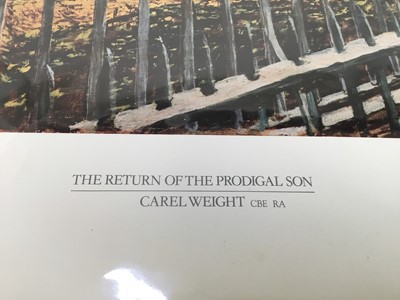 THE RETURN OF THE PRODIGAL SON
CAREL WEIGHT CBE RA